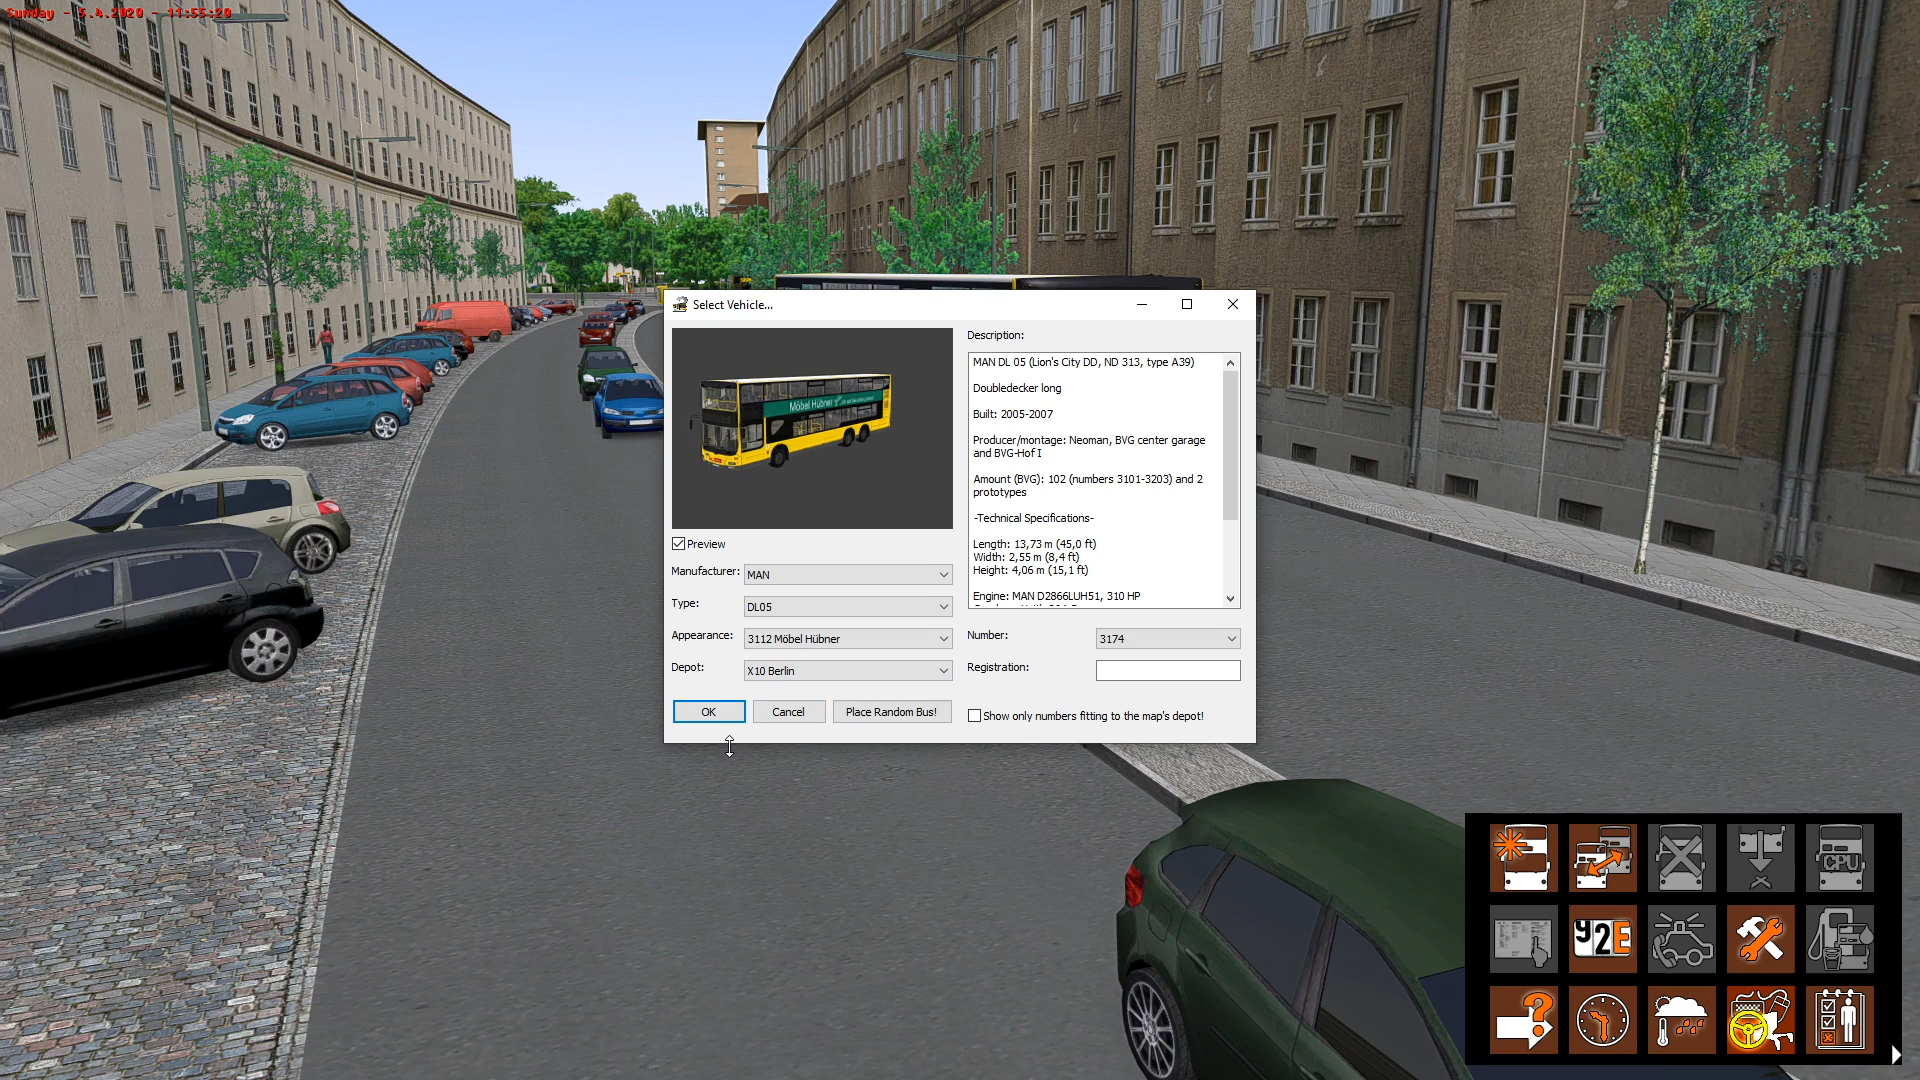 Sunday - 5.4.2020 - 11:55:20
Select Vehicle...
Möbel Hübner
Description:
MAN DL 05 (Lion's City DD, ND 313, type A39)
Doubledecker long
Built: 2005-2007
Producer/montage: Neoman, BVG center garage
and BVG-Hof I
Amount (BVG): 102 (numbers 3101-3203) and 2
prototypes
-Technical Specifications-
Length: 13,73 m (45,0 ft)
Width: 2,55 m (8,4 ft)
Height: 4,06 m (15,1 ft)
Engine: MAN D2866LUH51, 310 HP
Preview
Manufacturer: MAN
Type: DL05
Appearance: 3112 Möbel Hübner
Number: 3174
Depot: X10 Berlin
Registration:
OK
Cancel
Place Random Bus!
Show only numbers fitting to the map's depot!
CPU
92E
?